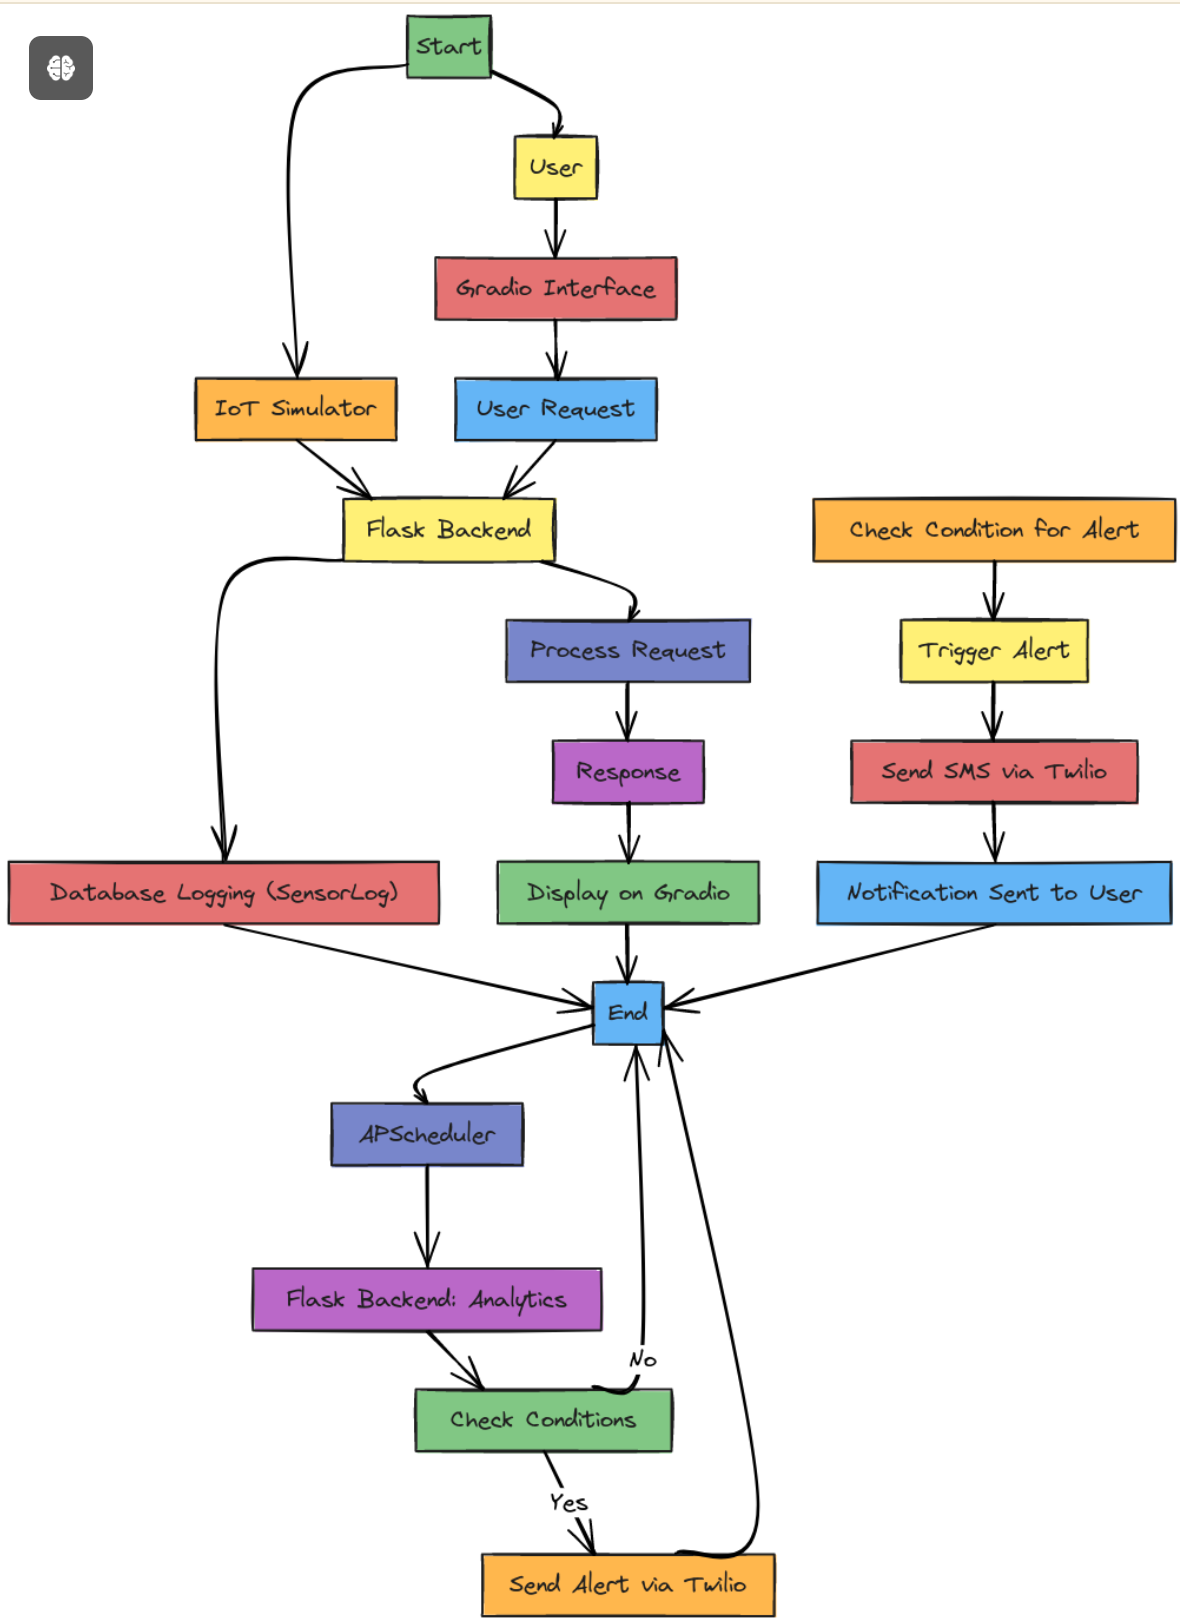 Start
User
Gradio Interface
IoT Simulator
User Request
Flask Backend
Check Condition for Alert
Process Request
Trigger Alert
Response
Send SMS via Twilio
Database Logging (SensorLog)
Display on Gradio
Notification Sent to User
End
APScheduler
Flask Backend: Analytics
No
Check Conditions
Yes
Send Alert via Twilio